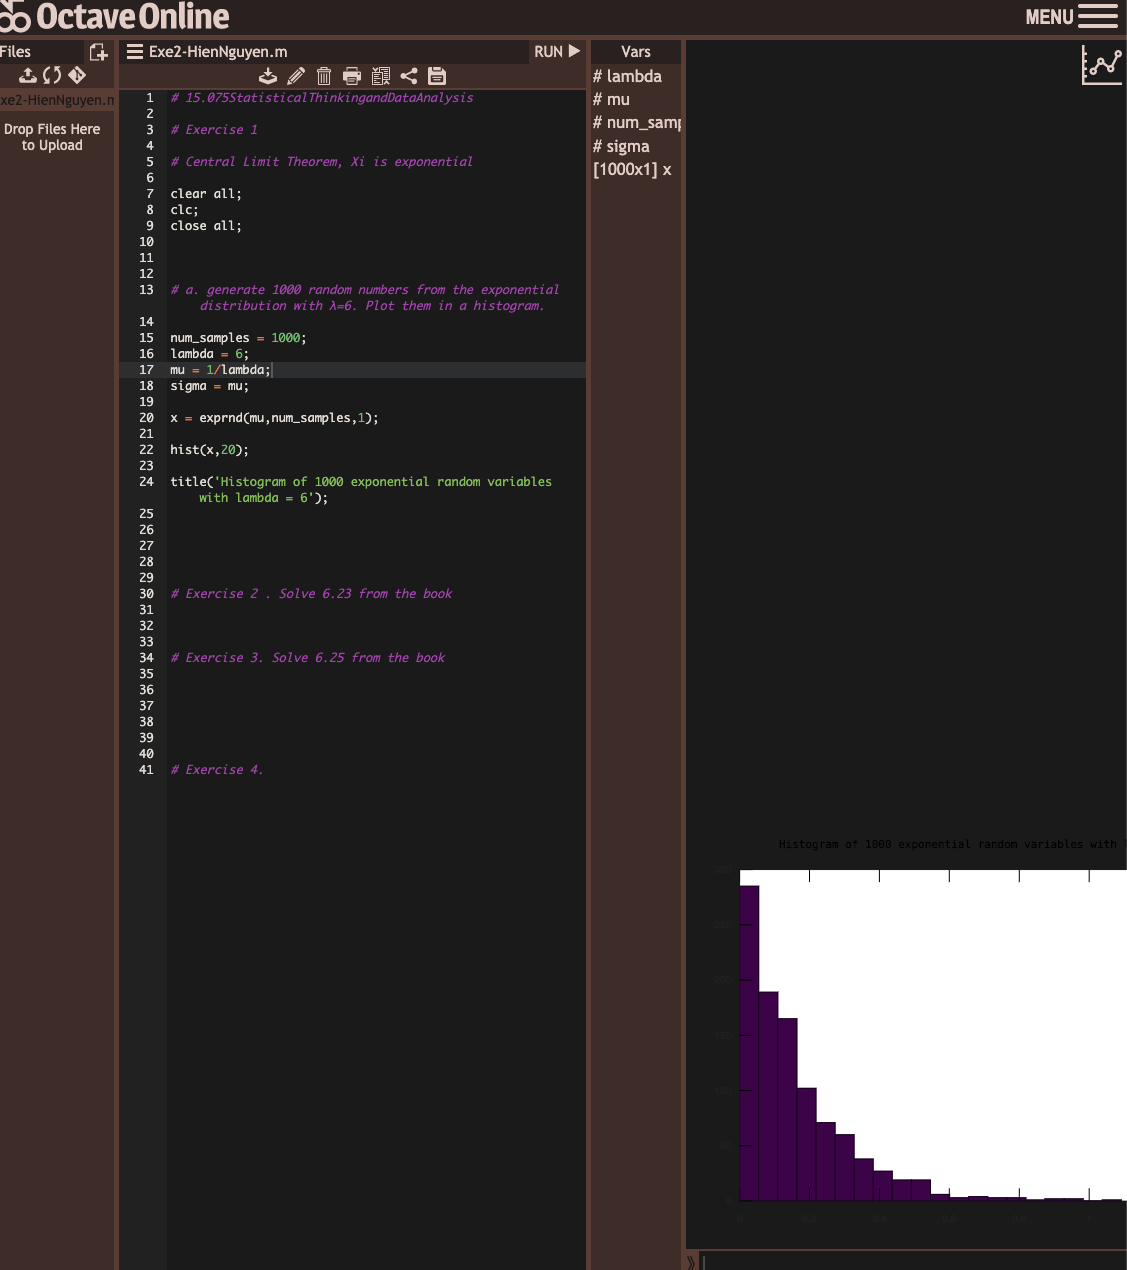 Octave Online
MENU
Files
Exe2-HienNguyen.m
RUN
Vars
xe2-HienNguyen.m
Drop Files Here
to Upload
# lambda
# mu
# num_samp
# sigma
[1000x1] x
1 # 15.075StatisticalThinkingandDataAnalysis
2
3 # Exercise 1
4
5 # Central Limit Theorem, Xi is exponential
6
7 clear all;
8 clc;
9 close all;
10
11
12
13 # a. generate 1000 random numbers from the exponential
distribution with λ=6. Plot them in a histogram.
14
15 num_samples = 1000;
16 lambda = 6;
17 mu = 1/lambda;
18 sigma = mu;
19
20 x = exprnd(mu,num_samples,1);
21
22 hist(x,20);
23
24 title('Histogram of 1000 exponential random variables
with lambda = 6');
25
26
27
28
29
30 # Exercise 2 . Solve 6.23 from the book
31
32
33
34 # Exercise 3. Solve 6.25 from the book
35
36
37
38
39
40
41 # Exercise 4.
Histogram of 1000 exponential random variables with